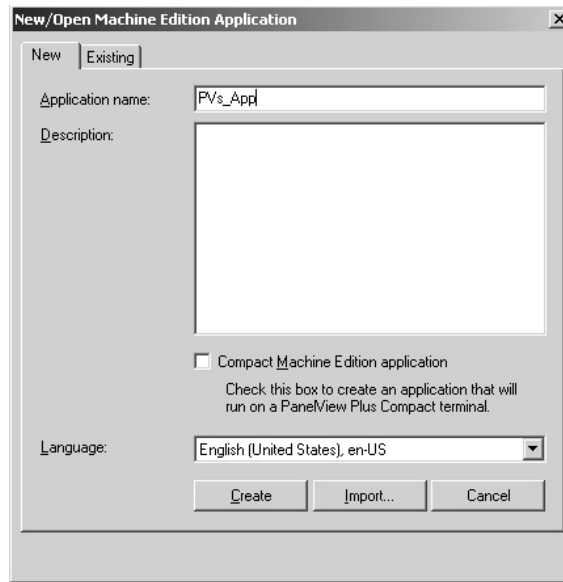 New/Open Machine Edition Application
New Existing
Application name: PVs_App
Description:
Compact Machine Edition application
Check this box to create an application that will
run on a PanelView Plus Compact terminal.
Language: English (United States), en-US
Create Import... Cancel